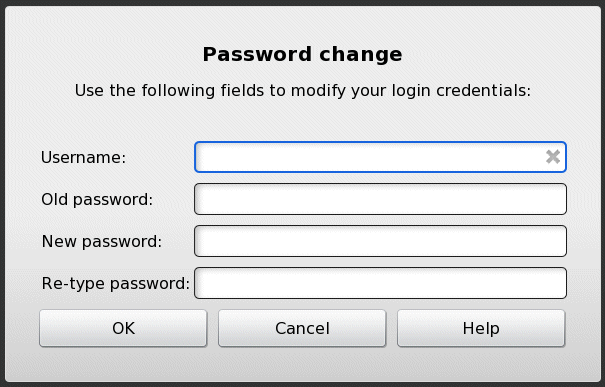 Password change
Use the following fields to modify your login credentials:
Username:
Old password:
New password:
Re-type password:
OK Cancel Help